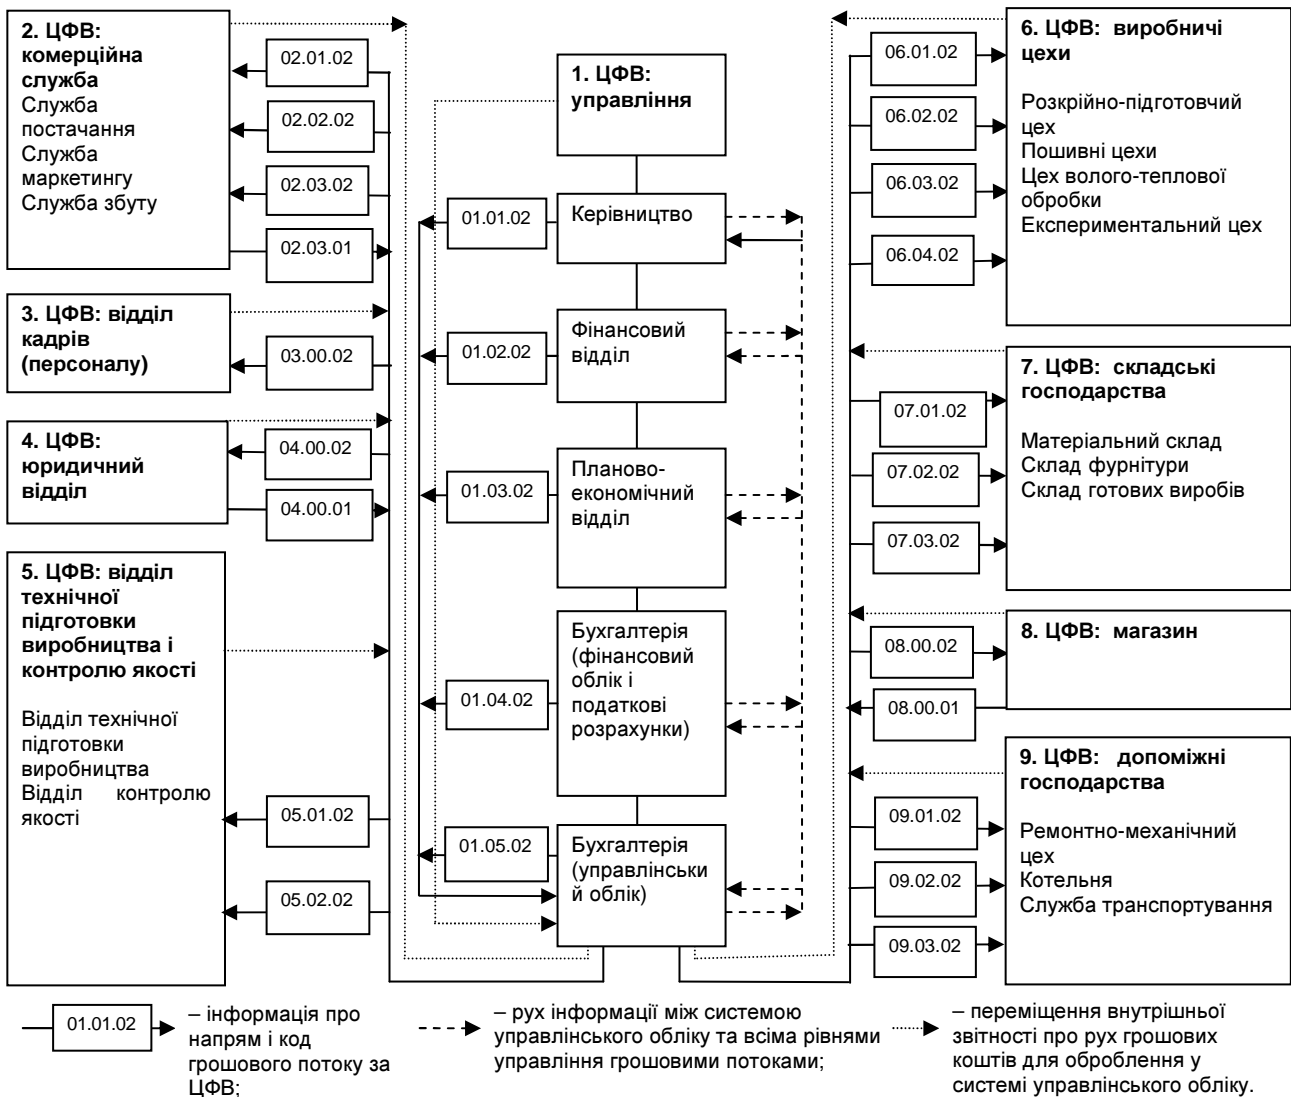 2. ЦФВ:
комерційна
служба
Служба
постачання
Служба
маркетингу
Служба збуту
02.01.02
02.02.02
02.03.02
02.03.01
3. ЦФВ: відділ
кадрів
(персоналу)
03.00.02
4. ЦФВ:
юридичний
відділ
04.00.02
04.00.01
5. ЦФВ: відділ
технічної
підготовки
виробництва і
контролю якості
Відділ технічної
підготовки
виробництва
Відділ контролю
якості
05.01.02
05.02.02
1. ЦФВ:
управління
Керівництво
01.01.02
Фінансовий
відділ
01.02.02
Планово-
економічний
відділ
01.03.02
Бухгалтерія
(фінансовий
облік і
податкові
розрахунки)
01.04.02
Бухгалтерія
(управлінськи
й облік)
01.05.02
6. ЦФВ: виробничі
цехи
Розкрійно-підготовчий
цех
Пошивні цехи
Цех волого-теплової
обробки
Експериментальний цех
06.01.02
06.02.02
06.03.02
06.04.02
7. ЦФВ: складські
господарства
Матеріальний склад
Склад фурнітури
Склад готових виробів
07.01.02
07.02.02
07.03.02
8. ЦФВ: магазин
08.00.02
08.00.01
9. ЦФВ: допоміжні
господарства
Ремонтно-механічний
цех
Котельня
Служба транспортування
09.01.02
09.02.02
09.03.02
01.01.02
– інформація про
напрям і код
грошового потоку за
ЦФВ;
– рух інформації між системою
управлінського обліку та всіма рівнями
управління грошовими потоками;
– переміщення внутрішньої
звітності про рух грошових
коштів для оброблення у
системі управлінського обліку.